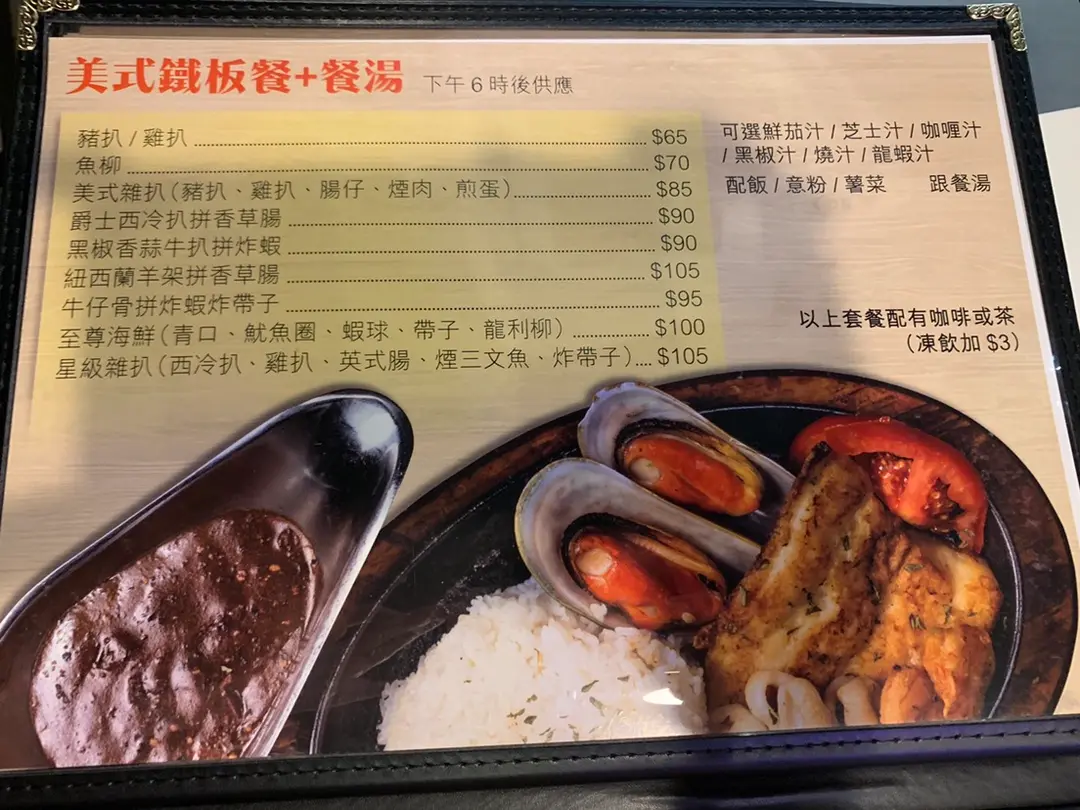 美式鐵板餐+餐湯 下午6時後供應
豬扒 / 雞扒 $65
魚柳 $70
美式雜扒(豬扒、雞扒、腸仔、煙肉、煎蛋) $85
爵士西冷扒拼香草腸 $90
黑椒香蒜牛扒拼炸蝦 $90
紐西蘭羊架拼香草腸 $105
牛仔骨拼炸蝦炸帶子 $95
至尊海鮮(青口、魷魚圈、蝦球、帶子、龍利柳) $100
星級雜扒(西冷扒、雞扒、英式腸、煙三文魚、炸帶子) $105
可選鮮茄汁 / 芝士汁 / 咖喱汁
/ 黑椒汁 / 燒汁 / 龍蝦汁
配飯 / 意粉 / 薯菜 跟餐湯
以上套餐配有咖啡或茶
(凍飲加 $3)